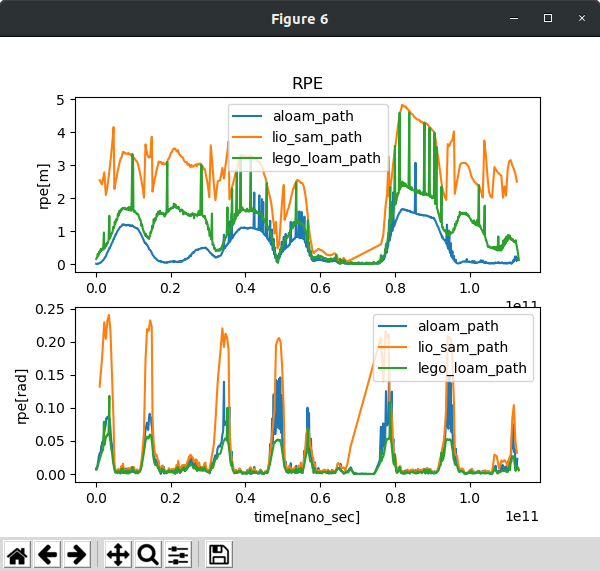 Figure 6
RPE
5
4
3
2
1
0
rpe[m]
aloam_path
lio_sam_path
lego_loam_path
0.0 0.2 0.4 0.6 0.8 1.0
1e11
0.25
0.20
0.15
0.10
0.05
0.00
rpe[rad]
aloam_path
lio_sam_path
lego_loam_path
0.0 0.2 0.4 0.6 0.8 1.0
time[nano_sec]
1e11